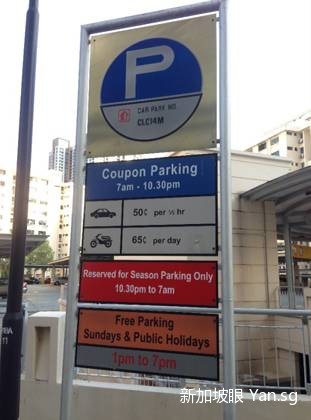 P
CAR PARK NO.
CLC14M
Coupon Parking
7am - 10.30pm
50¢ per ½ hr
65¢ per day
Reserved for Season Parking Only
10.30pm to 7am
Free Parking
Sundays & Public Holidays
1pm to 7pm
新加坡眼 Yan.sg